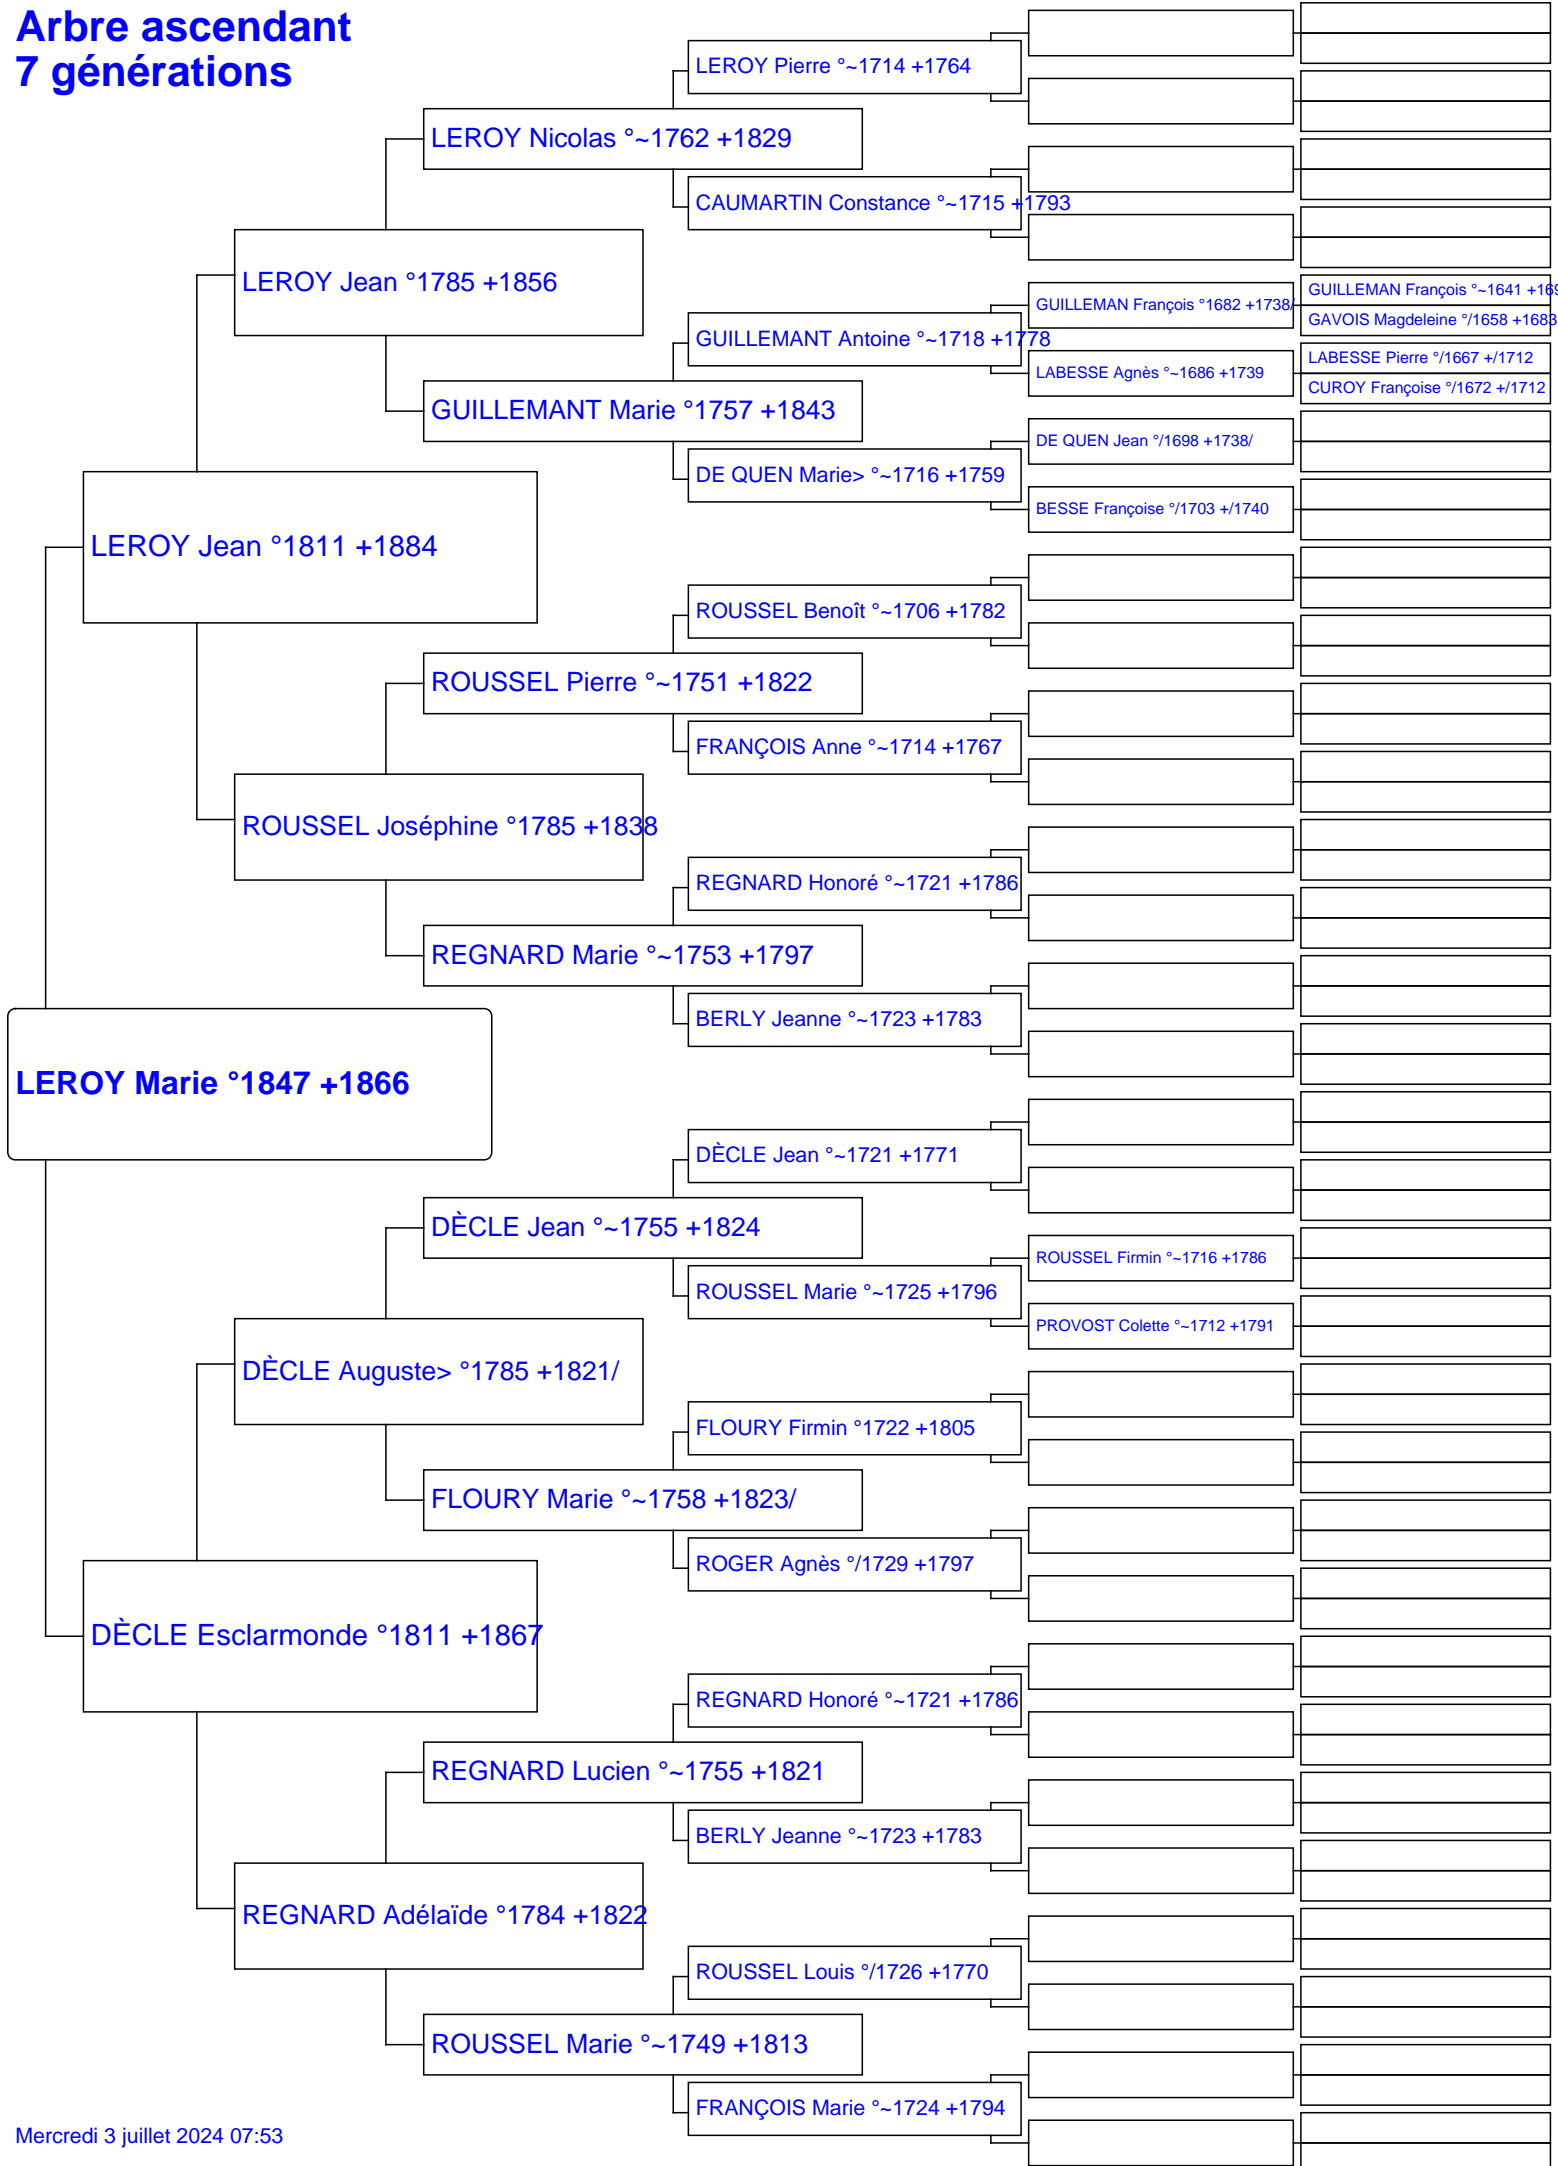 Arbre ascendant
7 générations
LEROY Pierre °~1714 +1764
LEROY Nicolas °~1762 +1829
CAUMARTIN Constance °~1715 +1793
LEROY Jean °1785 +1856
GUILLEMAN François °~1641 +169
GUILLEMAN François °1682 +1738/
GAVOIS Magdeleine °/1658 +1683
GUILLEMANT Antoine °~1718 +1778
LABESSE Pierre °/1667 +/1712
LABESSE Agnès °~1686 +1739
CUROY Françoise °/1672 +/1712
GUILLEMANT Marie °1757 +1843
DE QUEN Jean °/1698 +1738/
DE QUEN Marie> °~1716 +1759
BESSE Françoise °/1703 +/1740
LEROY Jean °1811 +1884
ROUSSEL Benoît °~1706 +1782
ROUSSEL Pierre °~1751 +1822
FRANÇOIS Anne °~1714 +1767
ROUSSEL Joséphine °1785 +1838
REGNARD Honoré °~1721 +1786
REGNARD Marie °~1753 +1797
BERLY Jeanne °~1723 +1783
LEROY Marie °1847 +1866
DÈCLE Jean °~1721 +1771
DÈCLE Jean °~1755 +1824
ROUSSEL Firmin °~1716 +1786
ROUSSEL Marie °~1725 +1796
PROVOST Colette °~1712 +1791
DÈCLE Auguste> °1785 +1821/
FLOURY Firmin °1722 +1805
FLOURY Marie °~1758 +1823/
ROGER Agnès °/1729 +1797
DÈCLE Esclarmonde °1811 +1867
REGNARD Honoré °~1721 +1786
REGNARD Lucien °~1755 +1821
BERLY Jeanne °~1723 +1783
REGNARD Adélaïde °1784 +1822
ROUSSEL Louis °/1726 +1770
ROUSSEL Marie °~1749 +1813
FRANÇOIS Marie °~1724 +1794
Mercredi 3 juillet 2024 07:53